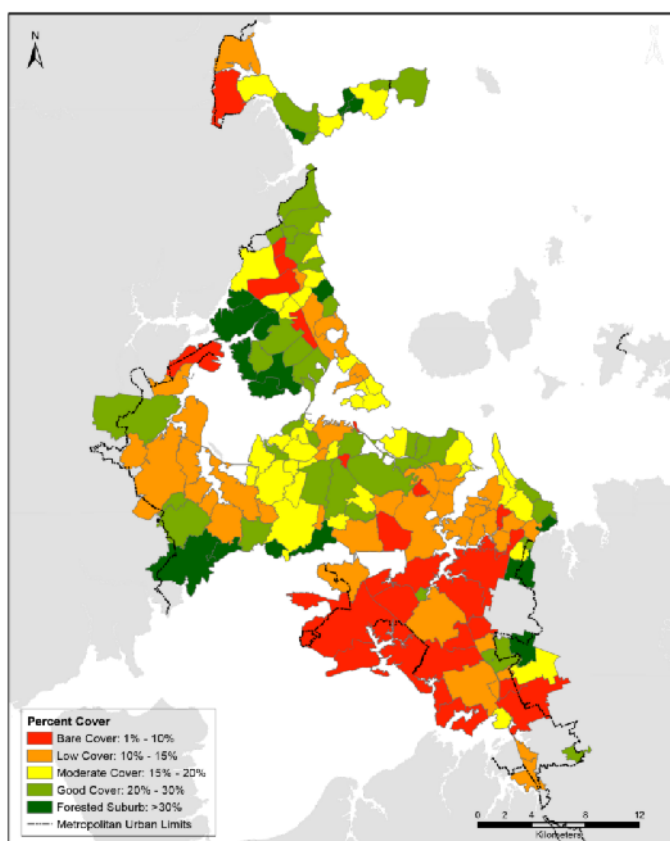 N
Percent Cover
Bare Cover: 1% - 10%
Low Cover: 10% - 15%
Moderate Cover: 15% - 20%
Good Cover: 20% - 30%
Forested Suburb: >30%
Metropolitan Urban Limits
0 2 4 8 12
Kilometers